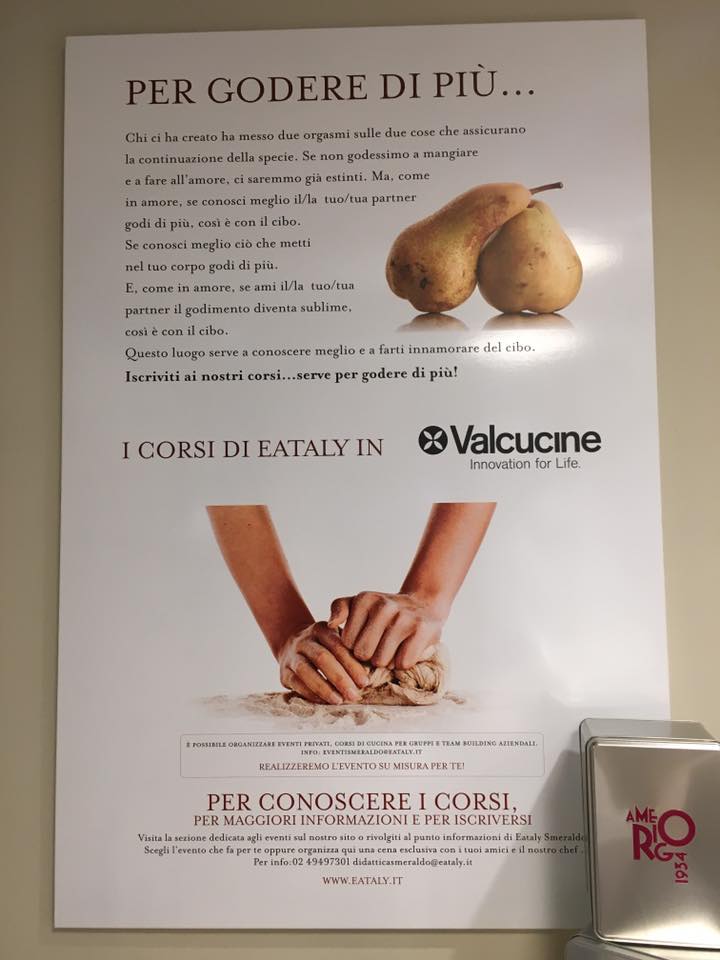 PER GODERE DI PIÙ...
Chi ci ha creato ha messo due orgasmi sulle due cose che assicurano
la continuazione della specie. Se non godessimo a mangiare
e a fare all'amore, ci saremmo già estinti. Ma, come
in amore, se conosci meglio il/la tuo/tua partner
godi di più, così è con il cibo.
Se conosci meglio ciò che metti
nel tuo corpo godi di più.
E, come in amore, se ami il/la tuo/tua
partner il godimento diventa sublime,
così è con il cibo.
Questo luogo serve a conoscere meglio e a farti innamorare del cibo.
Iscriviti ai nostri corsi...serve per godere di più!
I CORSI DI EATALY IN
Valcucine
Innovation for Life.
È POSSIBILE ORGANIZZARE EVENTI PRIVATI, CORSI DI CUCINA PER GRUPPI E TEAM BUILDING AZIENDALI.
INFO: EVENTISMERALDO@EATALY.IT
REALIZZEREMO L'EVENTO SU MISURA PER TE!
PER CONOSCERE I CORSI,
PER MAGGIORI INFORMAZIONI E PER ISCRIVERSI
Visita la sezione dedicata agli eventi sul nostro sito o rivolgiti al punto informazioni di Eataly Smeraldo
Scegli l'evento che fa per te oppure organizza qui una cena esclusiva con i tuoi amici e il nostro chef ..
Per info:02 49497301 didatticasmeraldo@eataly.it
WWW.EATALY.IT
AMERIGO
1934